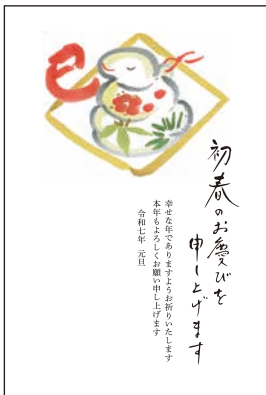 巳
初春のお慶びを
申し上げます
幸せな年でありますようお祈りいたします
本年もよろしくお願い申し上げます
令和七年 元旦